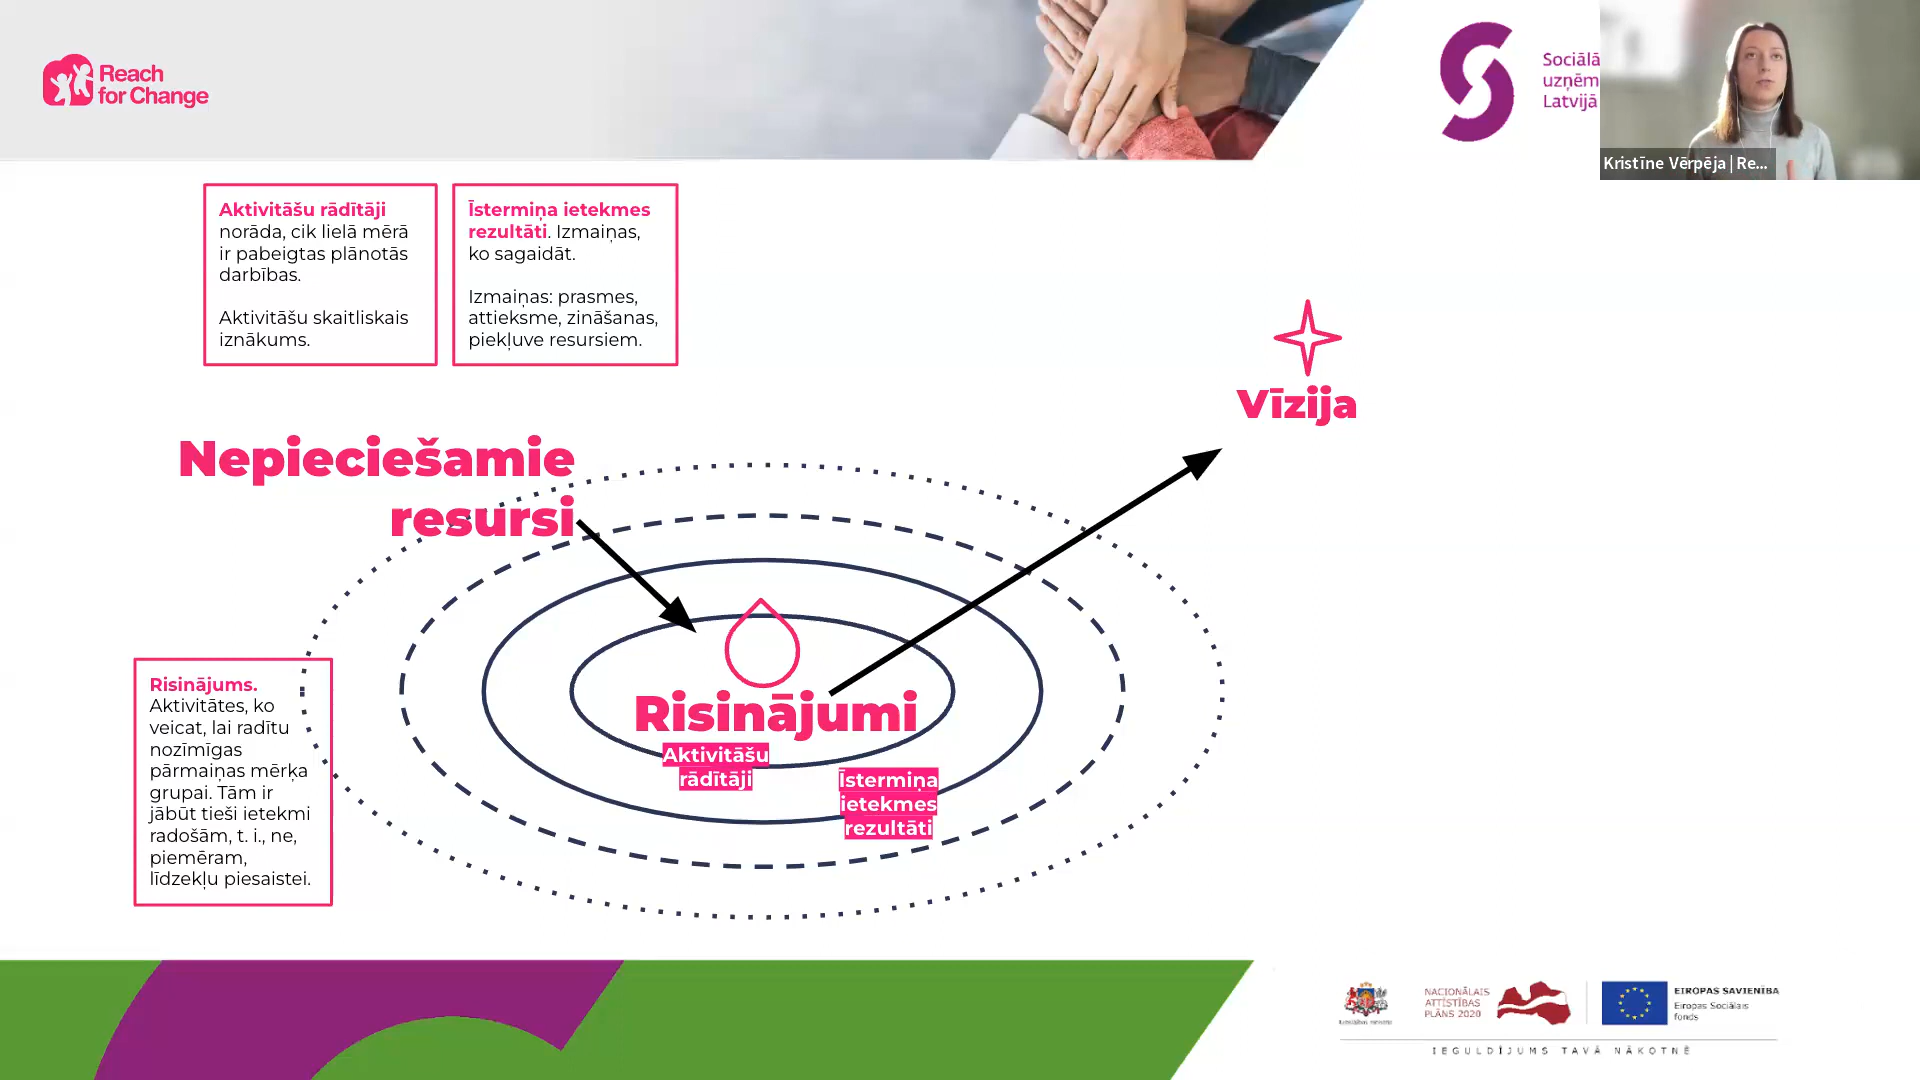 Reach
for Change
Sociālā
uzņēm
Latvijā
Kristīne Vērpēja | Re...
Aktivitāšu rādītāji
norāda, cik lielā mērā
ir pabeigtas plānotās
darbības.
Aktivitāšu skaitliskais
iznākums.
Īstermiņa ietekmes
rezultāti. Izmaiņas,
ko sagaidāt.
Izmaiņas: prasmes,
attieksme, zināšanas,
piekļuve resursiem.
Vīzija
Nepieciešamie
resursi
Risinājums.
Aktivitātes, ko
veicat, lai radītu
nozīmīgas
pārmaiņas mērķa
grupai. Tām ir
jābūt tieši ietekmi
radošām, t. i., ne,
piemēram,
līdzekļu piesaistei.
Risinājumi
Aktivitāšu
rādītāji
Īstermiņa
ietekmes
rezultāti
NACIONĀLAIS
ATTĪSTĪBAS
PLĀNS 2020
EIROPAS SAVIENĪBA
Eiropas Sociālais
fonds
IEGULDĪJUMS TAVĀ NĀKOTNĒ